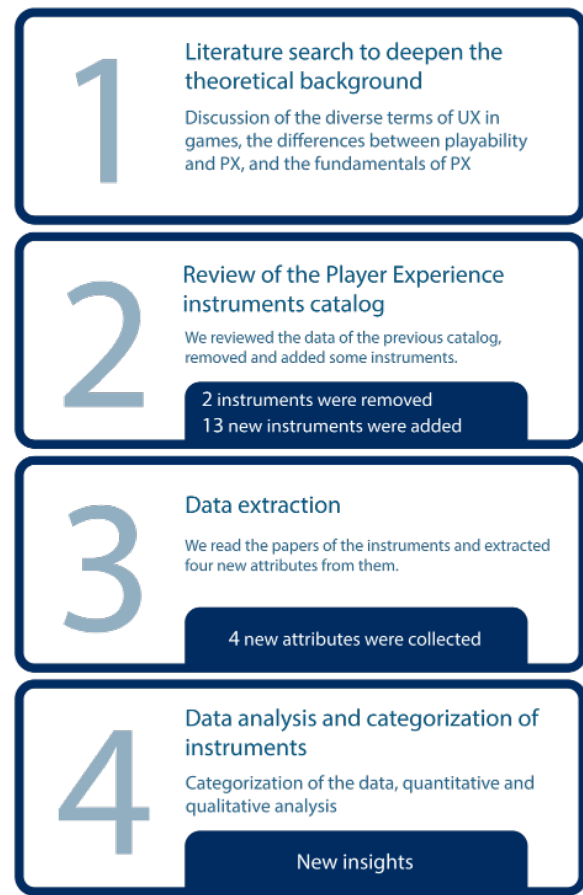 1
Literature search to deepen the
theoretical background
Discussion of the diverse terms of UX in
games, the differences between playability
and PX, and the fundamentals of PX
2
Review of the Player Experience
instruments catalog
We reviewed the data of the previous catalog,
removed and added some instruments.
2 instruments were removed
13 new instruments were added
3
Data extraction
We read the papers of the instruments and extracted
four new attributes from them.
4 new attributes were collected
4
Data analysis and categorization of
instruments
Categorization of the data, quantitative and
qualitative analysis
New insights